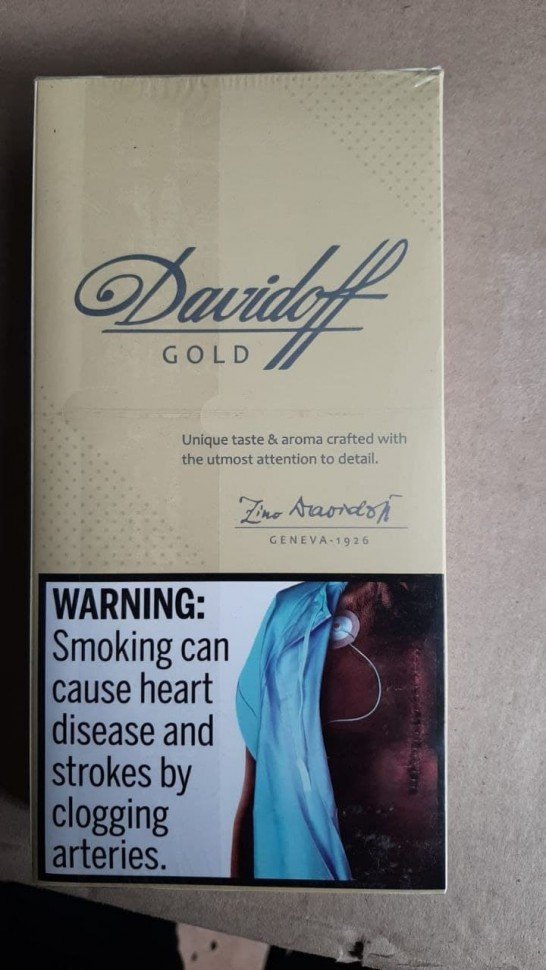 Davidoff
GOLD
Unique taste & aroma crafted with
the utmost attention to detail.
Zino Davidoff
GENEVA-1926
WARNING:
Smoking can
cause heart
disease and
strokes by
clogging
arteries.